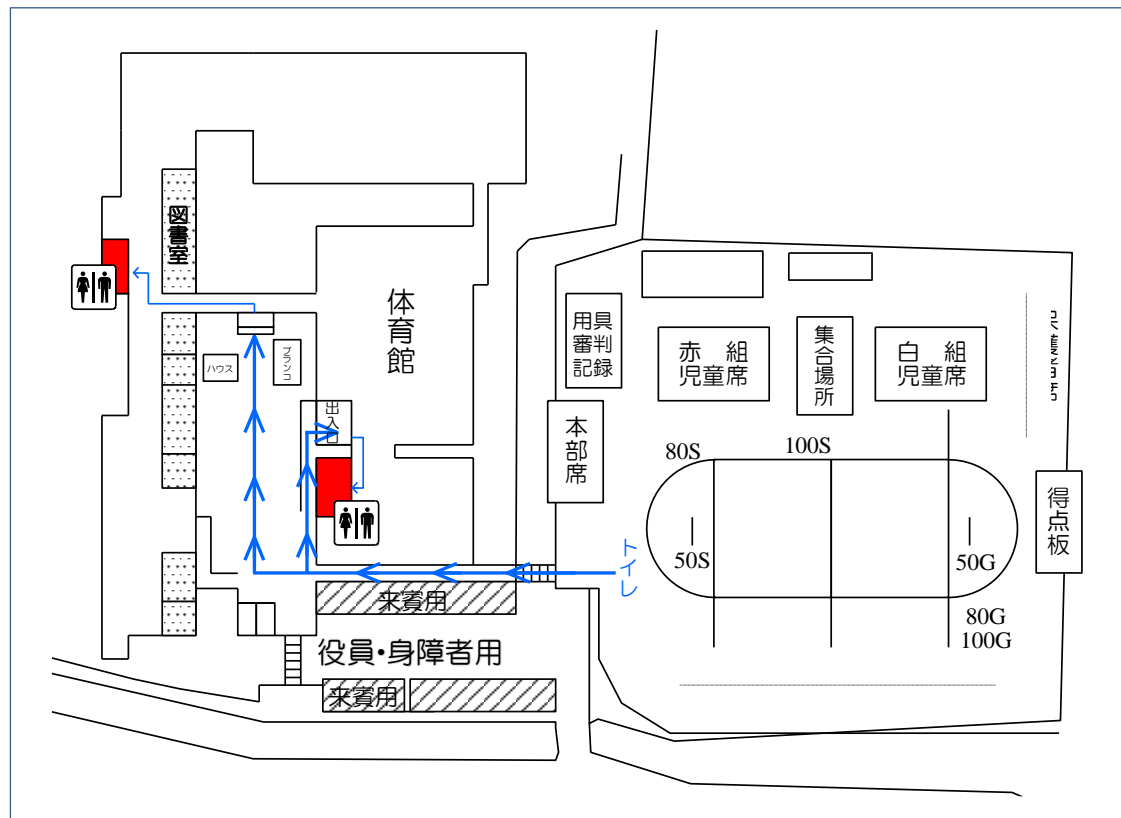 図書室
体育館
ハウス
ブランコ
出入口
用具
審判
記録
赤 組
児童席
集合場所
白 組
児童席
本部席
80S
100S
50S
50G
得点板
トイレ
80G
100G
来賓用
役員・身障者用
来賓用